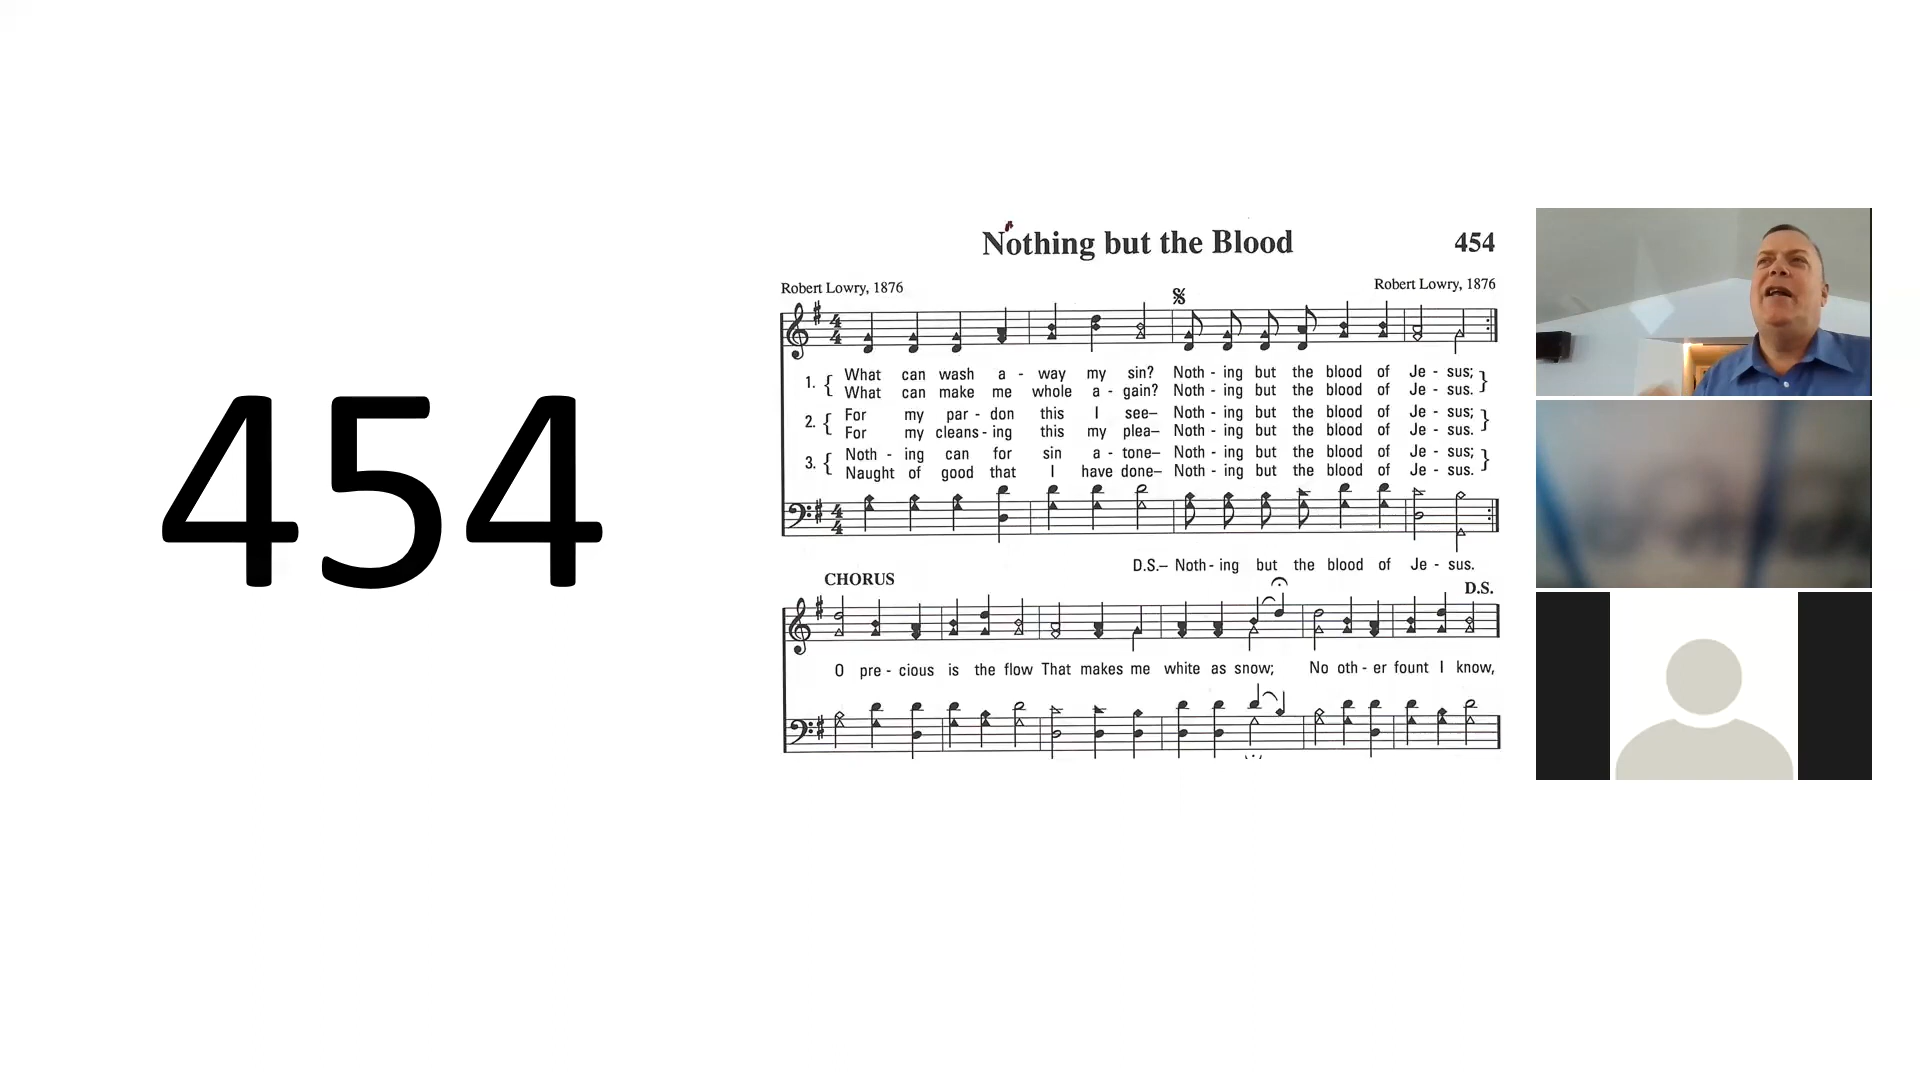 454
Nothing but the Blood 454
Robert Lowry, 1876 Robert Lowry, 1876
1. { What can wash a - way my sin? Noth - ing but the blood of Je - sus; }
What can make me whole a - gain? Noth - ing but the blood of Je - sus.
2. { For my par - don this I see– Noth - ing but the blood of Je - sus; }
For my cleans - ing this my plea– Noth - ing but the blood of Je - sus.
3. { Noth - ing can for sin a - tone– Noth - ing but the blood of Je - sus; }
Naught of good that I have done– Noth - ing but the blood of Je - sus.
D.S.– Noth - ing but the blood of Je - sus.
CHORUS D.S.
O pre - cious is the flow That makes me white as snow; No oth - er fount I know,